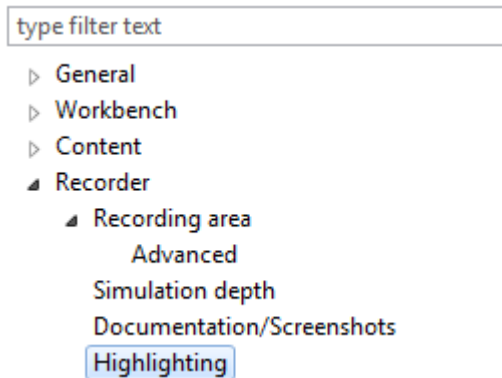 type filter text
General
Workbench
Content
Recorder
Recording area
Advanced
Simulation depth
Documentation/Screenshots
Highlighting